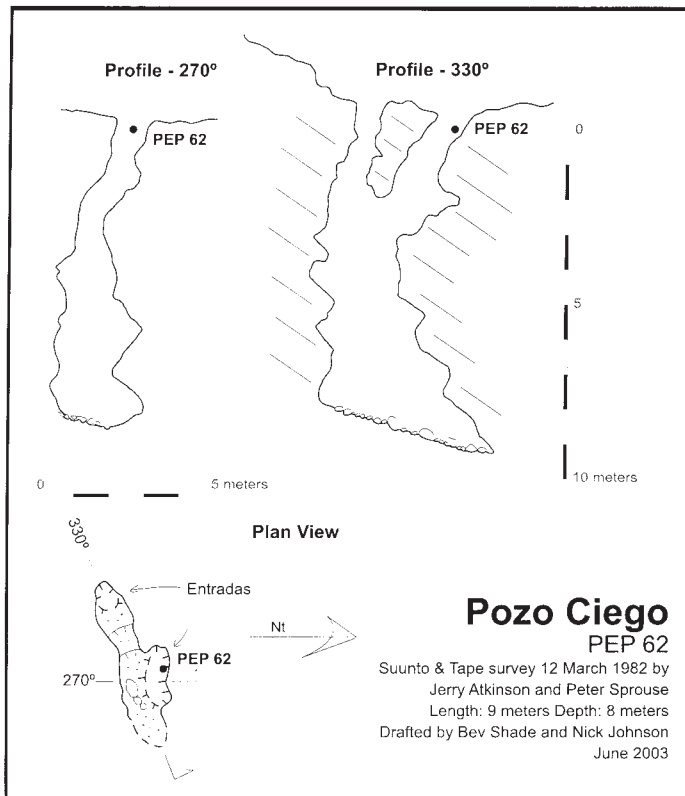 Profile - 270º
Profile - 330º
PEP 62
PEP 62
0
5
10 meters
0
5 meters
330º
Plan View
Entradas
Nt
PEP 62
270º
Pozo Ciego
PEP 62
Suunto & Tape survey 12 March 1982 by
Jerry Atkinson and Peter Sprouse
Length: 9 meters Depth: 8 meters
Drafted by Bev Shade and Nick Johnson
June 2003